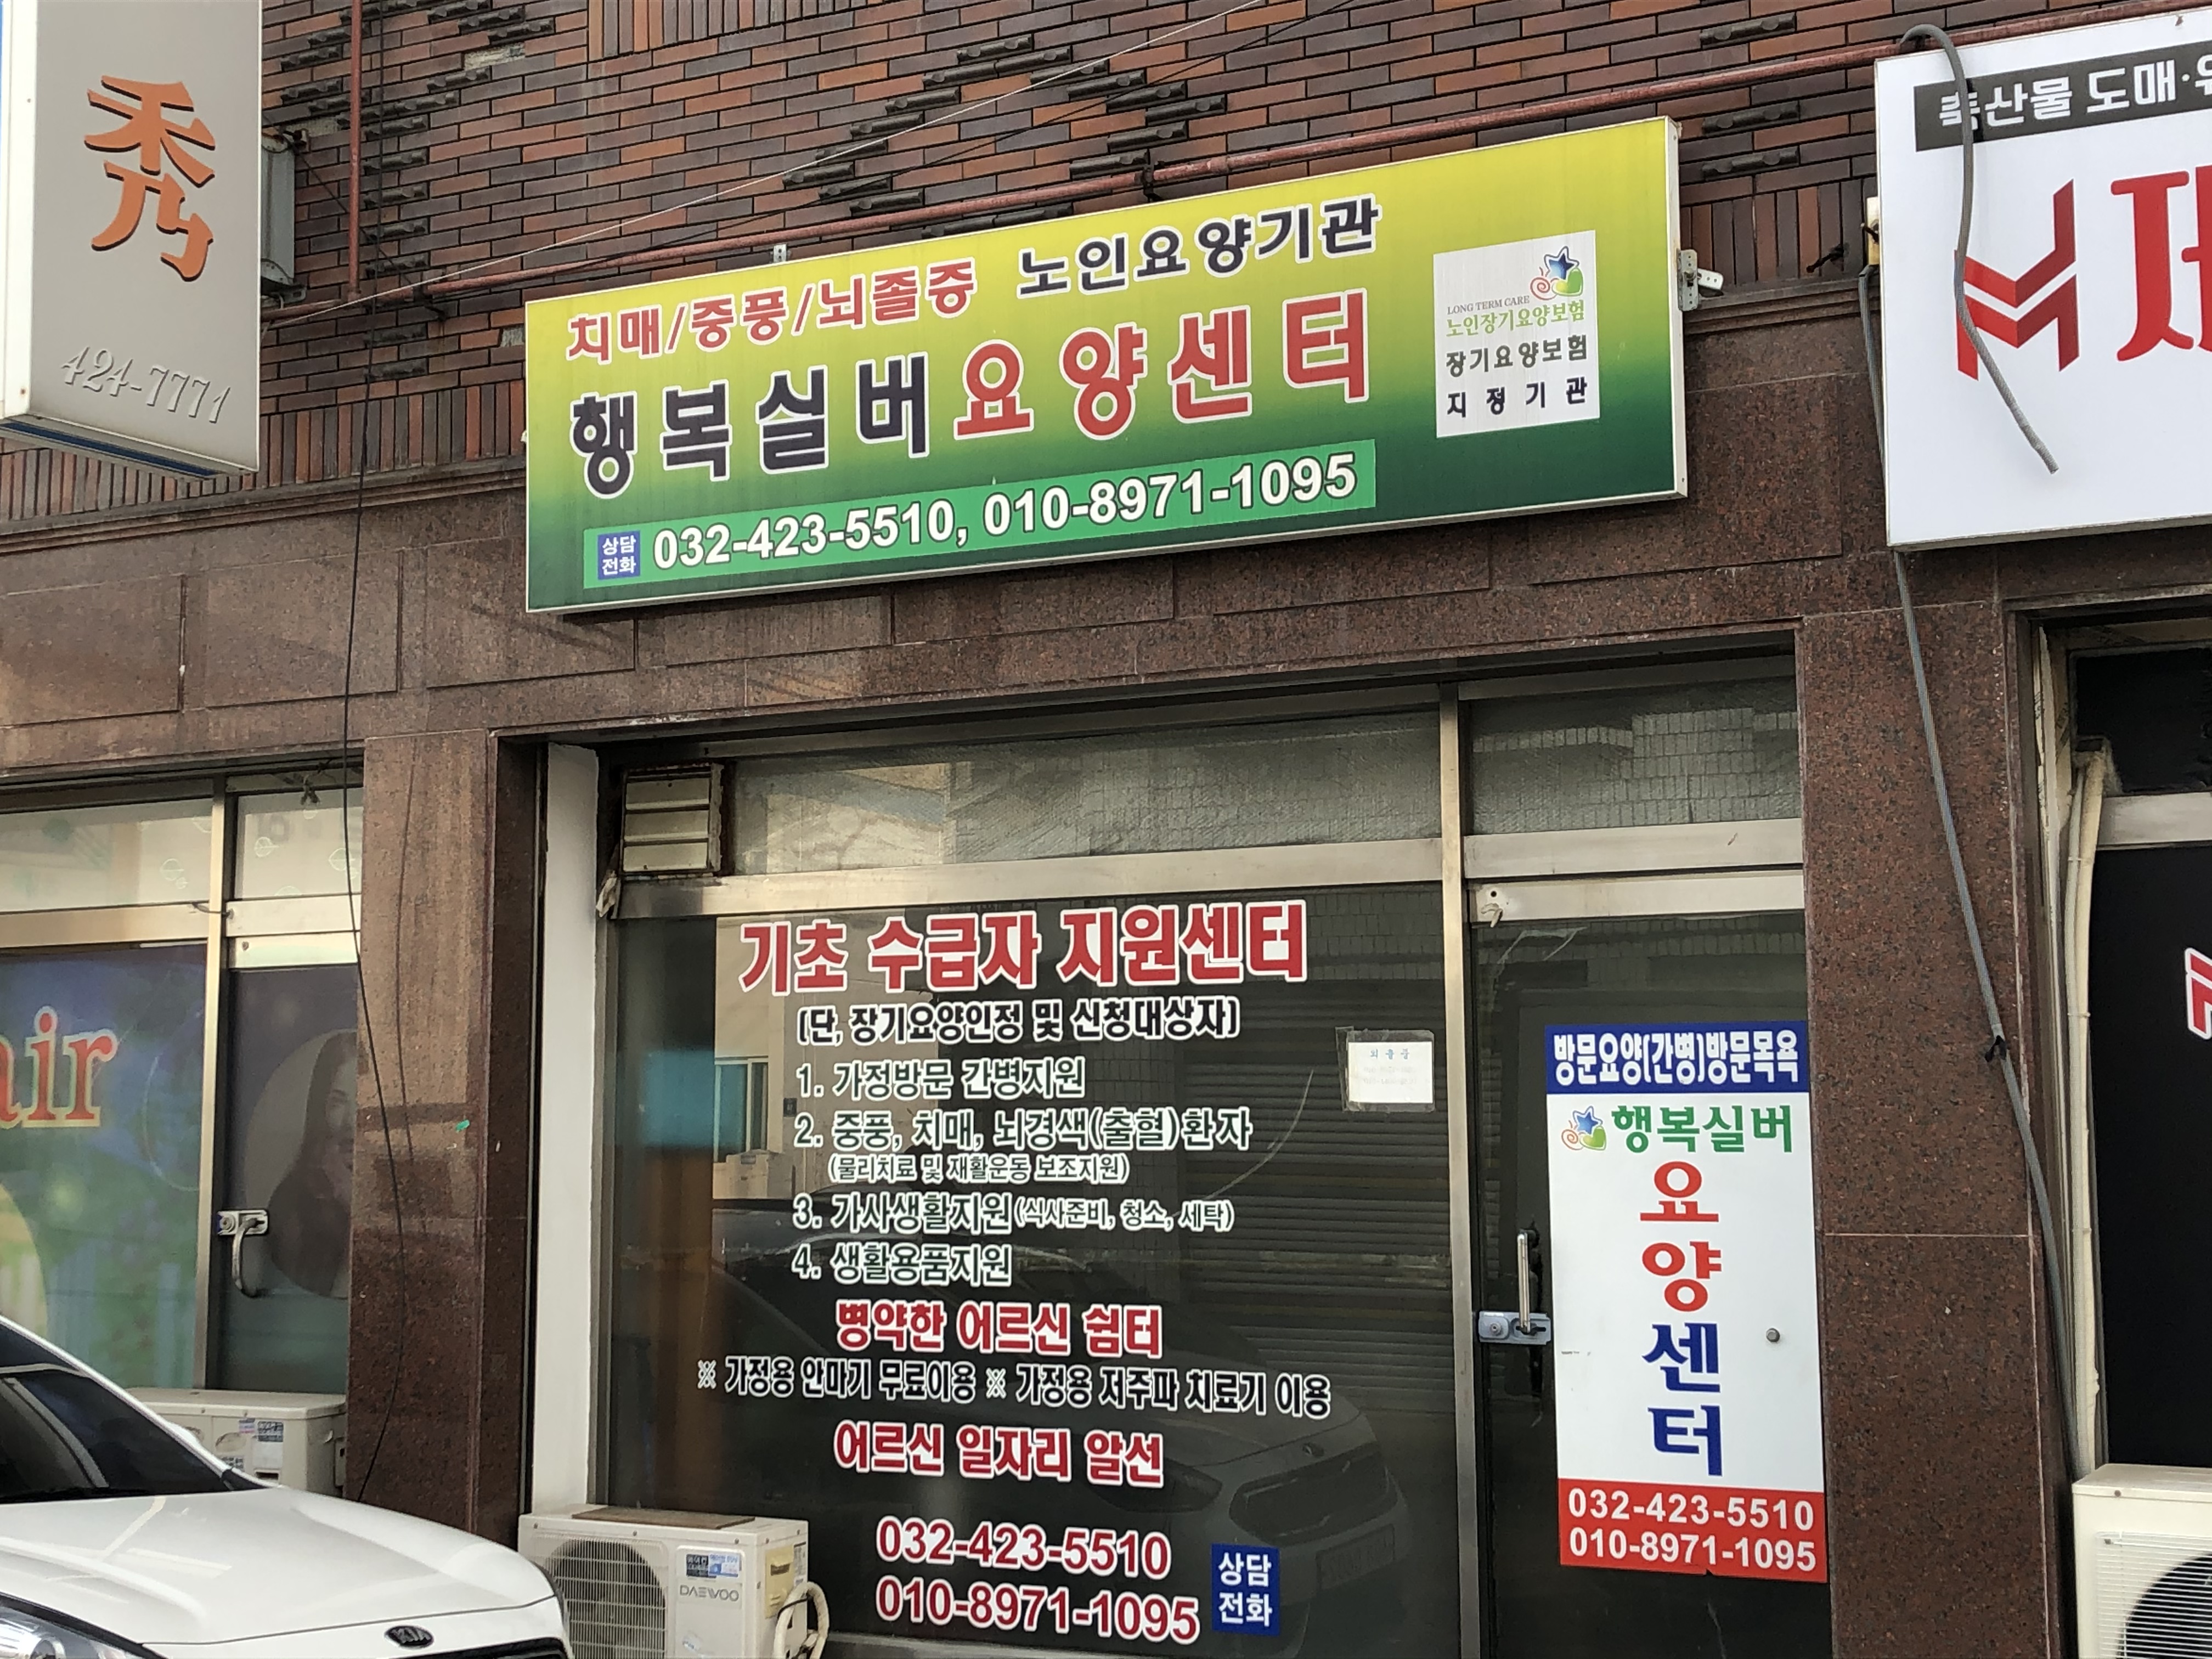 秀
424-7771
치매/중풍/뇌졸중 노인요양기관
행복실버요양센터
상담
전화
032-423-5510, 010-8971-1095
LONG TERM CARE
노인장기요양보험
장기요양보험
지정기관
축산물 도매·
air
기초 수급자 지원센터
(단, 장기요양인정 및 신청대상자)
1. 가정방문 간병지원
2. 중풍, 치매, 뇌경색(출혈)환자
(물리치료 및 재활운동 보조지원)
3. 가사생활지원(식사준비, 청소, 세탁)
4. 생활용품지원
병약한 어르신 쉼터
※ 가정용 안마기 무료이용 ※ 가정용 저주파 치료기 이용
어르신 일자리 알선
032-423-5510
010-8971-1095
상담
전화
외출중
방문요양(간병)방문목욕
행복실버
요
양
센
터
032-423-5510
010-8971-1095
DAEWOO
KIA